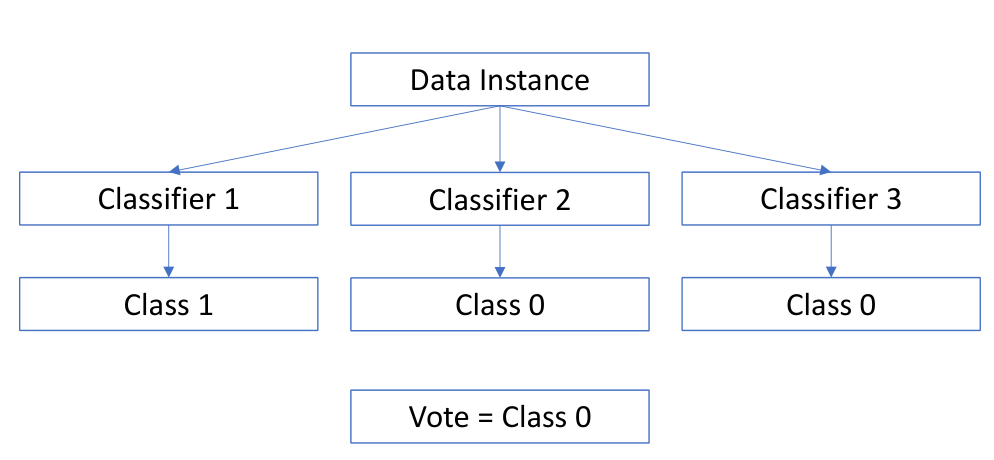 Data Instance
Classifier 1
Classifier 2
Classifier 3
Class 1
Class 0
Class 0
Vote = Class 0